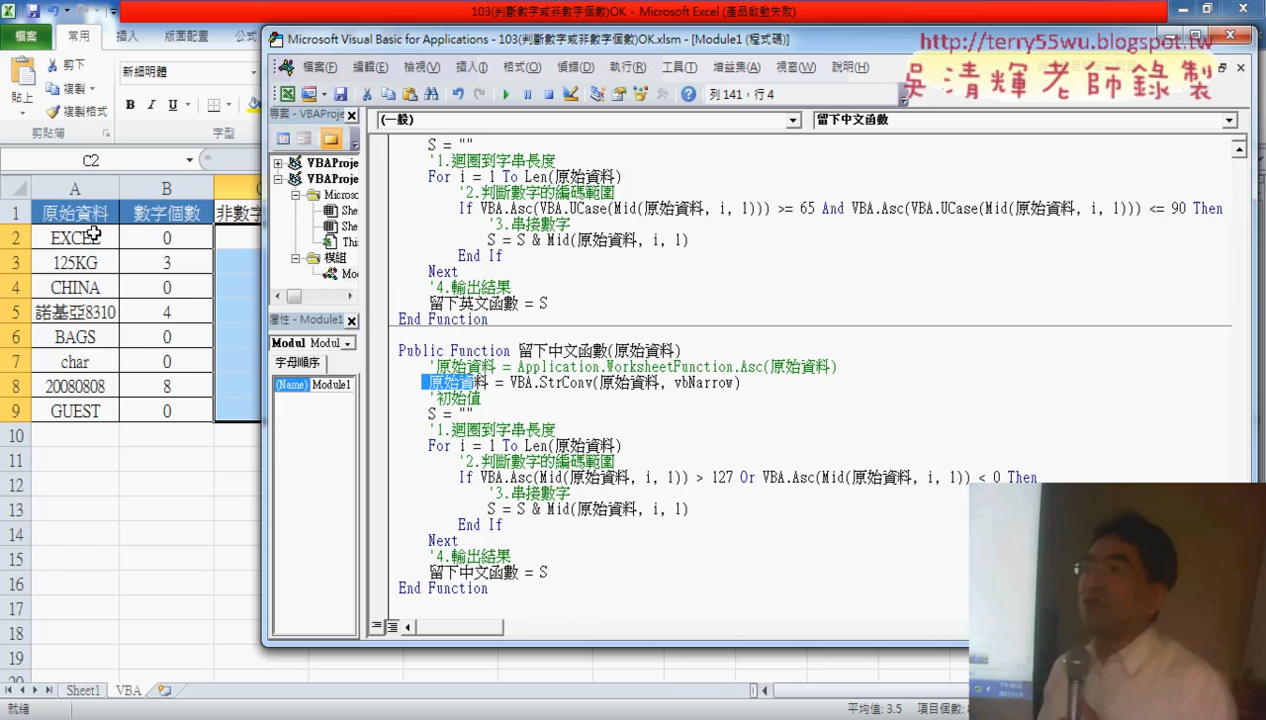 103(判斷數字或非數字個數)OK - Microsoft Excel (產品啟動失敗)
檔案 常用 插入 版面配置 公式
貼上 剪下 複製 複製格式 剪貼簿
新細明體
B I U 字型
C2
A B
1 原始資料 數字個數 非數字
2 EXCEL 0
3 125KG 3
4 CHINA 0
5 諾基亞8310 4
6 BAGS 0
7 char 0
8 20080808 8
9 GUEST 0
10
11
12
13
14
15
16
17
18
19
Sheet1 VBA
就緒 平均值: 3.5
Microsoft Visual Basic for Applications - 103(判斷數字或非數字個數)OK.xlsm - [Module1 (程式碼)]
http://terry55wu.blogspot.tw
吳清輝老師錄製
檔案(F) 編輯(E) 檢視(V) 插入(I) 格式(O) 偵錯(D) 執行(R) 工具(T) 增益集(A) 視窗(W) 說明(H)
列 141，行 4
專案 - VBAProje
VBAProje
VBAProje
Micros
She
She
Thi
模組
Mo
屬性 - Module1
Modul Modul
字母順序
(Name) Module1
(一般) 留下中文函數
S = ""
'1.迴圈到字串長度
For i = 1 To Len(原始資料)
'2.判斷數字的編碼範圍
If VBA.Asc(VBA.UCase(Mid(原始資料, i, 1))) >= 65 And VBA.Asc(VBA.UCase(Mid(原始資料, i, 1))) <= 90 Then
'3.串接數字
S = S & Mid(原始資料, i, 1)
End If
Next
'4.輸出結果
留下英文函數 = S
End Function
Public Function 留下中文函數(原始資料)
'原始資料 = Application.WorksheetFunction.Asc(原始資料)
原始資料 = VBA.StrConv(原始資料, vbNarrow)
'初始值
S = ""
'1.迴圈到字串長度
For i = 1 To Len(原始資料)
'2.判斷數字的編碼範圍
If VBA.Asc(Mid(原始資料, i, 1)) > 127 Or VBA.Asc(Mid(原始資料, i, 1)) < 0 Then
'3.串接數字
S = S & Mid(原始資料, i, 1)
End If
Next
'4.輸出結果
留下中文函數 = S
End Function